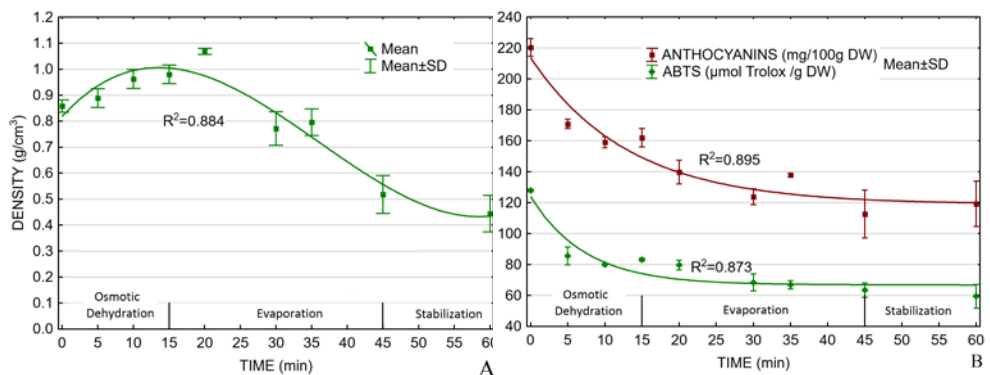 1.2
1.1
1.0
0.9
0.8
0.7
0.6
0.5
0.4
0.3
0.2
0.1
0.0
DENSITY (g/cm³)
Mean
Mean±SD
R²=0.884
Osmotic
Dehydration
Evaporation
Stabilization
0 5 10 15 20 25 30 35 40 45 50 55 60
TIME (min)
A
240
220
200
180
160
140
120
100
80
60
40
ANTHOCYANINS (mg/100g DW)
ABTS (µmol Trolox /g DW)
Mean±SD
R²=0.895
R²=0.873
Osmotic
Dehydration
Evaporation
Stabilization
0 5 10 15 20 25 30 35 40 45 50 55 60
TIME (min)
B